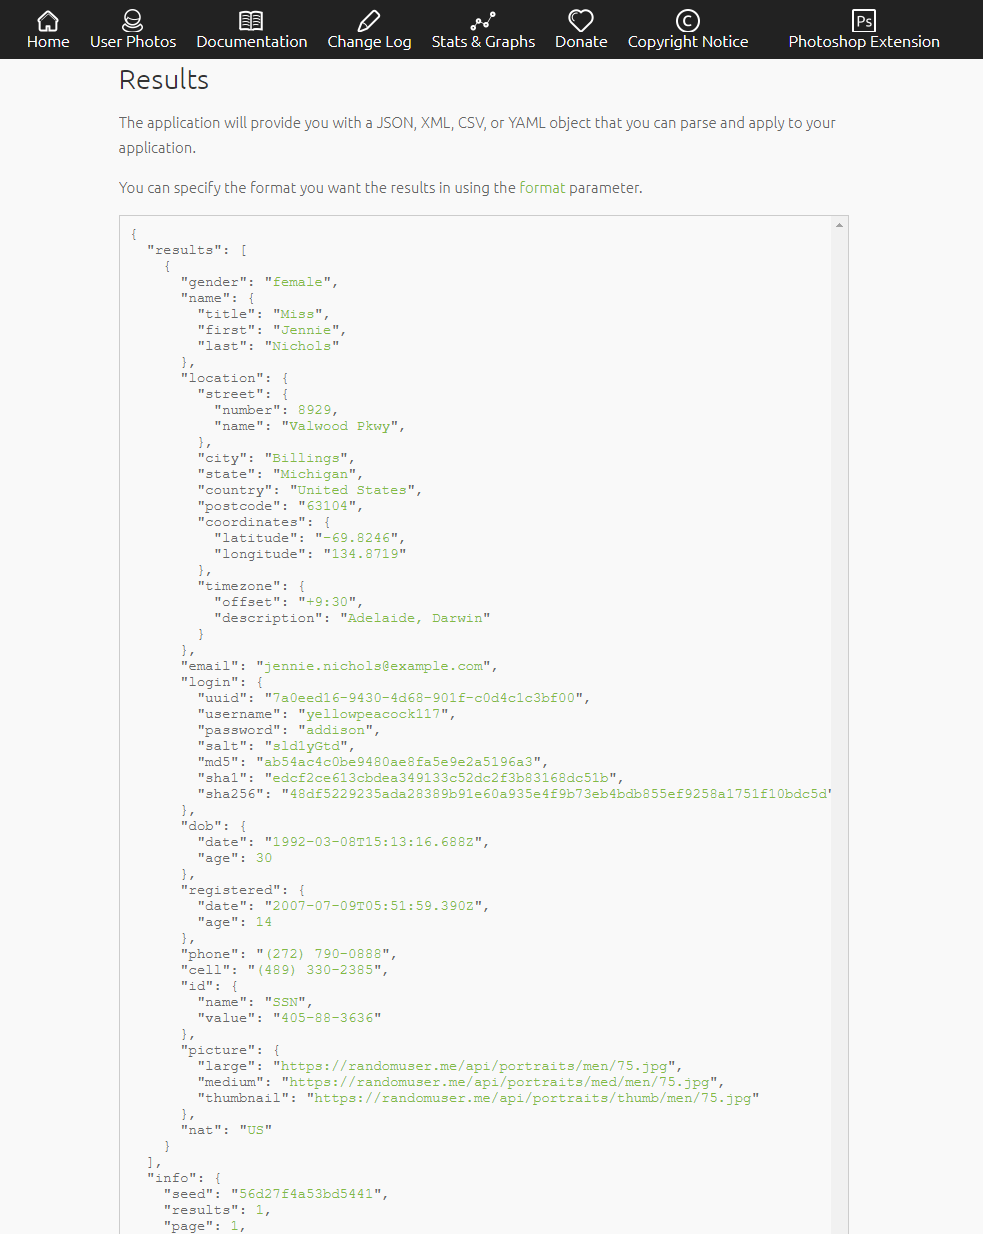 Home User Photos Documentation Change Log Stats & Graphs Donate Copyright Notice Ps Photoshop Extension
Results
The application will provide you with a JSON, XML, CSV, or YAML object that you can parse and apply to your
application.
You can specify the format you want the results in using the format parameter.
{
  "results": [
    {
      "gender": "female",
      "name": {
        "title": "Miss",
        "first": "Jennie",
        "last": "Nichols"
      },
      "location": {
        "street": {
          "number": 8929,
          "name": "Valwood Pkwy",
        },
        "city": "Billings",
        "state": "Michigan",
        "country": "United States",
        "postcode": "63104",
        "coordinates": {
          "latitude": "-69.8246",
          "longitude": "134.8719"
        },
        "timezone": {
          "offset": "+9:30",
          "description": "Adelaide, Darwin"
        }
      },
      "email": "jennie.nichols@example.com",
      "login": {
        "uuid": "7a0eed16-9430-4d68-901f-c0d4c1c3bf00",
        "username": "yellowpeacock117",
        "password": "addison",
        "salt": "sld1yGtd",
        "md5": "ab54ac4c0be9480ae8fa5e9e2a5196a3",
        "sha1": "edcf2ce613cbdea349133c52dc2f3b83168dc51b",
        "sha256": "48df5229235ada28389b91e60a935e4f9b73eb4bdb855ef9258a1751f10bdc5d"
      },
      "dob": {
        "date": "1992-03-08T15:13:16.688Z",
        "age": 30
      },
      "registered": {
        "date": "2007-07-09T05:51:59.390Z",
        "age": 14
      },
      "phone": "(272) 790-0888",
      "cell": "(489) 330-2385",
      "id": {
        "name": "SSN",
        "value": "405-88-3636"
      },
      "picture": {
        "large": "https://randomuser.me/api/portraits/men/75.jpg",
        "medium": "https://randomuser.me/api/portraits/med/men/75.jpg",
        "thumbnail": "https://randomuser.me/api/portraits/thumb/men/75.jpg"
      },
      "nat": "US"
    }
  ],
  "info": {
    "seed": "56d27f4a53bd5441",
    "results": 1,
    "page": 1,